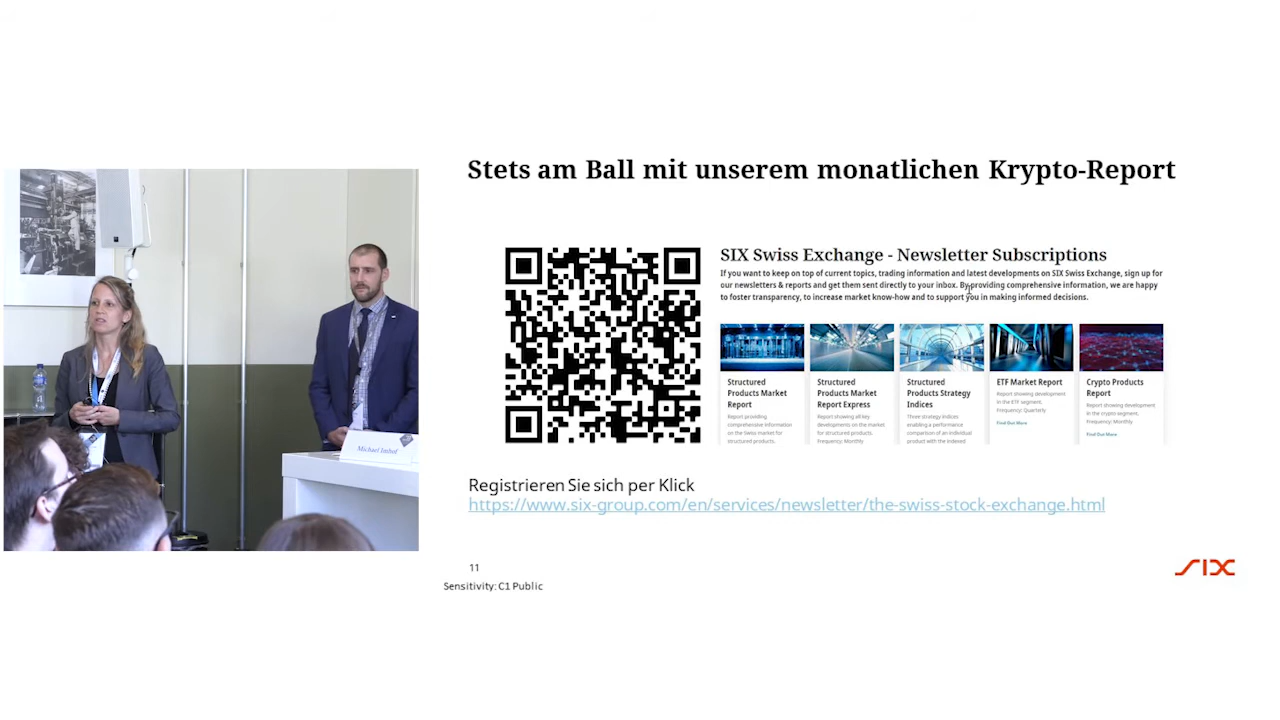 Stets am Ball mit unserem monatlichen Krypto-Report
SIX Swiss Exchange - Newsletter Subscriptions
If you want to keep on top of current topics, trading information and latest developments on SIX Swiss Exchange, sign up for
our newsletters & reports and get them sent directly to your inbox. By providing comprehensive information, we are happy
to foster transparency, to increase market know-how and to support you in making informed decisions.
Structured
Products Market
Report
Report providing
comprehensive information
on the Swiss market for
structured products.
Structured
Products Market
Report Express
Report showing all key
developments on the market
for structured products.
Frequency: Monthly
Structured
Products Strategy
Indices
Three strategy indices
enabling a performance
comparison of an individual
product with the indexed
ETF Market Report
Report showing development
in the ETF segment.
Frequency: Quarterly
Find Out More
Crypto Products
Report
Report showing development
in the crypto segment.
Frequency: Monthly
Find Out More
Michael Imhof
Registrieren Sie sich per Klick
https://www.six-group.com/en/services/newsletter/the-swiss-stock-exchange.html
11
Sensitivity: C1 Public
SIX